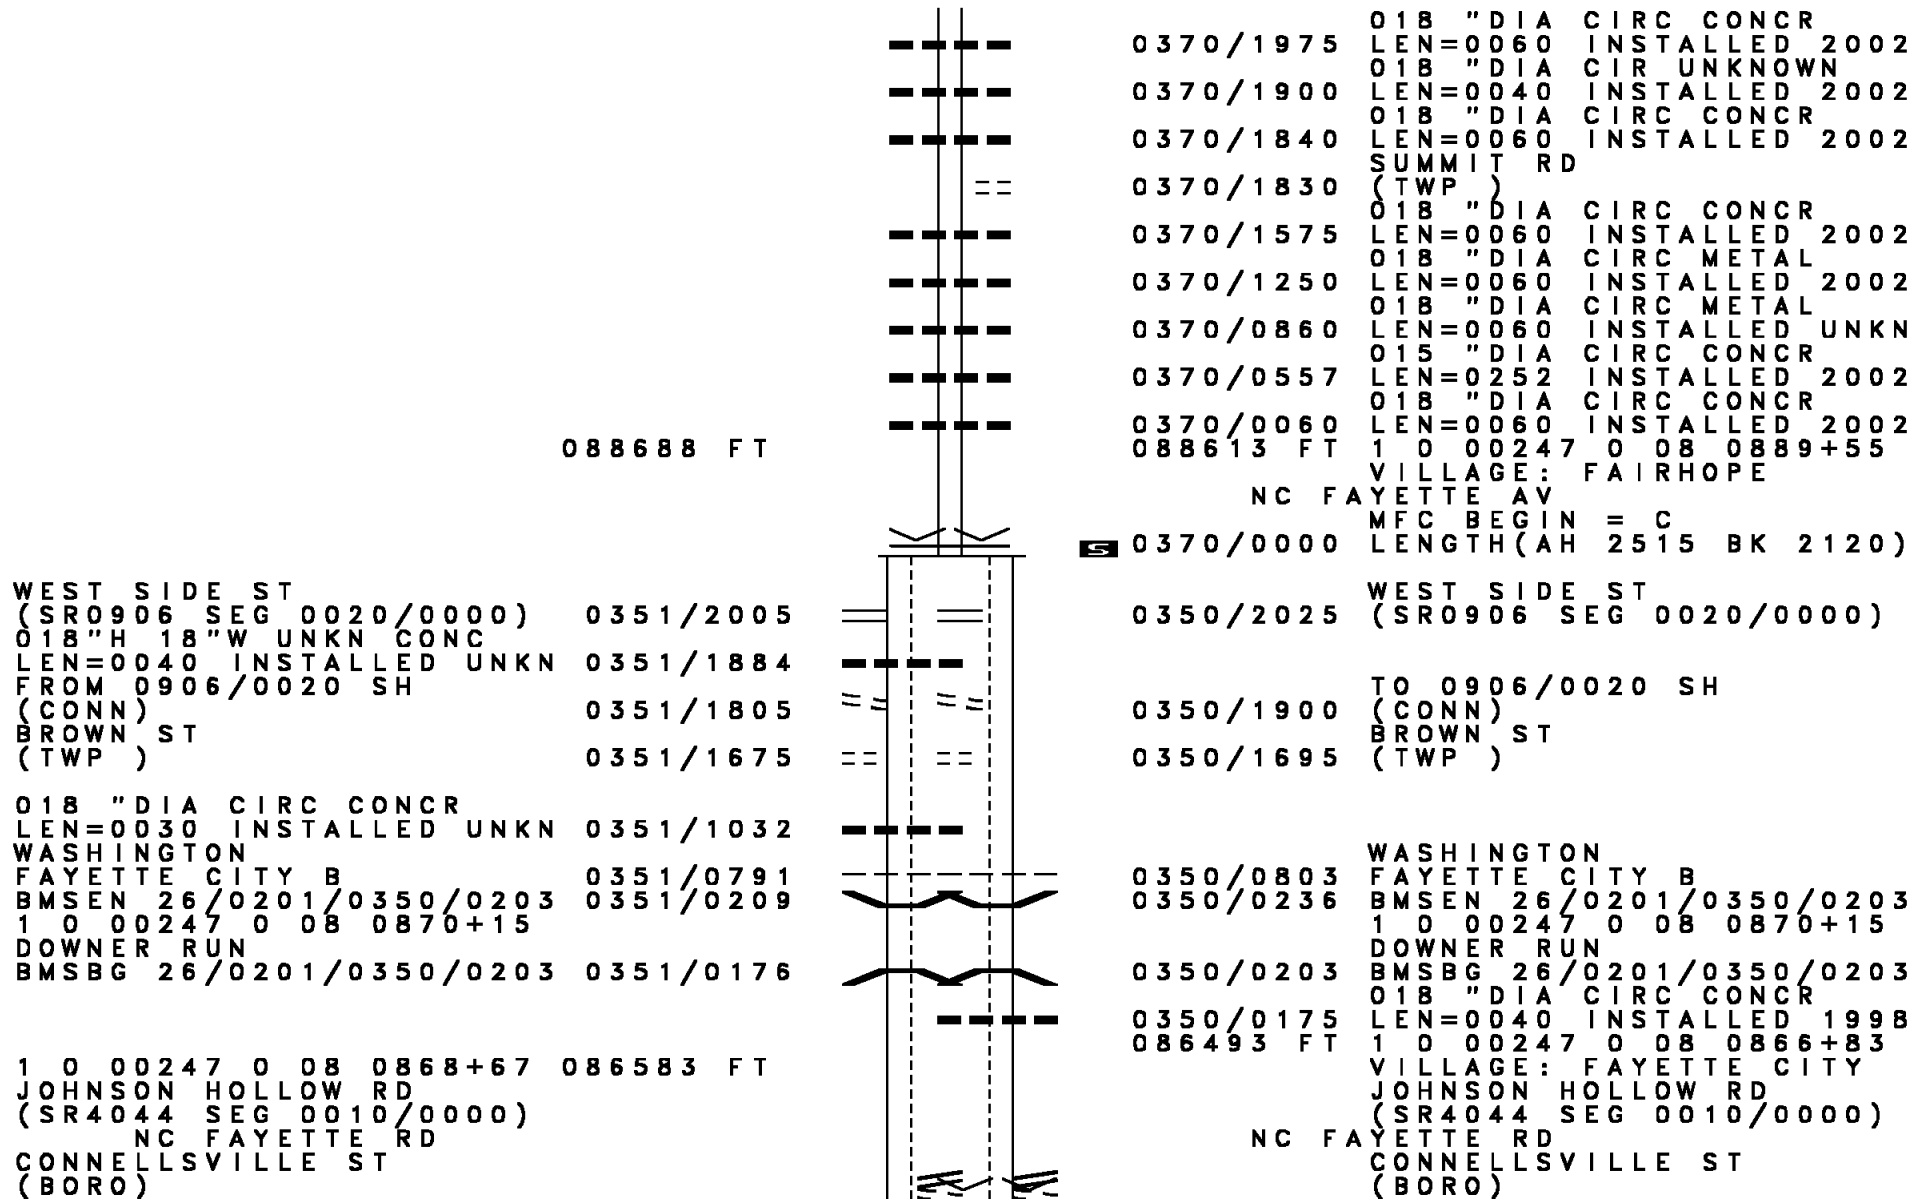 018 "DIA CIRC CONCR
0370/1975 LEN=0060 INSTALLED 2002
018 "DIA CIR UNKNOWN
0370/1900 LEN=0040 INSTALLED 2002
018 "DIA CIRC CONCR
0370/1840 LEN=0060 INSTALLED 2002
SUMMIT RD
0370/1830 (TWP )
018 "DIA CIRC CONCR
0370/1575 LEN=0060 INSTALLED 2002
018 "DIA CIRC METAL
0370/1250 LEN=0060 INSTALLED 2002
018 "DIA CIRC METAL
0370/0860 LEN=0060 INSTALLED UNKN
015 "DIA CIRC CONCR
0370/0557 LEN=0252 INSTALLED 2002
018 "DIA CIRC CONCR
0370/0060 LEN=0060 INSTALLED 2002
088688 FT 088613 FT 1 0 00247 0 08 0889+55
VILLAGE: FAIRHOPE
NC FAYETTE AV
MFC BEGIN = C
S 0370/0000 LENGTH(AH 2515 BK 2120)
WEST SIDE ST WEST SIDE ST
(SR0906 SEG 0020/0000) 0351/2005 0350/2025 (SR0906 SEG 0020/0000)
018"H 18"W UNKN CONC
LEN=0040 INSTALLED UNKN 0351/1884
FROM 0906/0020 SH TO 0906/0020 SH
(CONN) 0351/1805 0350/1900 (CONN)
BROWN ST BROWN ST
(TWP ) 0351/1675 0350/1695 (TWP )
018 "DIA CIRC CONCR
LEN=0030 INSTALLED UNKN 0351/1032
WASHINGTON WASHINGTON
FAYETTE CITY B 0351/0791 0350/0803 FAYETTE CITY B
BMSEN 26/0201/0350/0203 0351/0209 0350/0236 BMSEN 26/0201/0350/0203
1 0 00247 0 08 0870+15 1 0 00247 0 08 0870+15
DOWNER RUN DOWNER RUN
BMSBG 26/0201/0350/0203 0351/0176 0350/0203 BMSBG 26/0201/0350/0203
018 "DIA CIRC CONCR
0350/0175 LEN=0040 INSTALLED 1998
086493 FT 1 0 00247 0 08 0866+83
1 0 00247 0 08 0868+67 086583 FT VILLAGE: FAYETTE CITY
JOHNSON HOLLOW RD JOHNSON HOLLOW RD
(SR4044 SEG 0010/0000) (SR4044 SEG 0010/0000)
NC FAYETTE RD NC FAYETTE RD
CONNELLSVILLE ST CONNELLSVILLE ST
(BORO) (BORO)